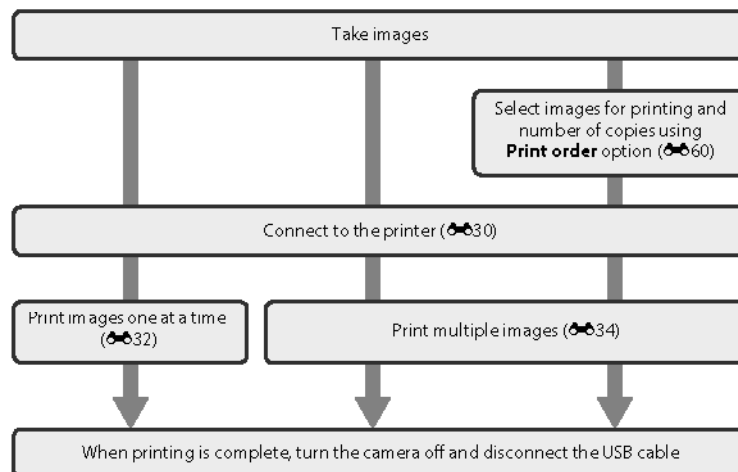 Take images
Select images for printing and
number of copies using
Print order option (60)
Connect to the printer (30)
Print images one at a time
(32)
Print multiple images (34)
When printing is complete, turn the camera off and disconnect the USB cable